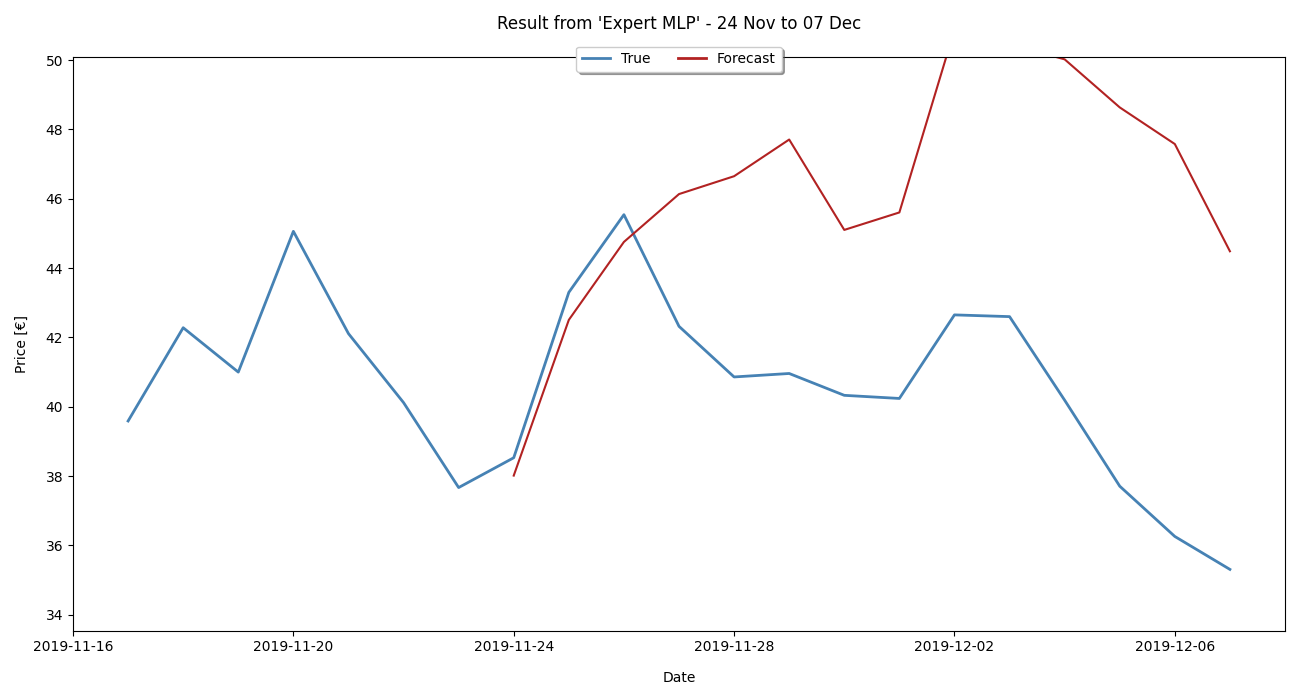 Result from 'Expert MLP' - 24 Nov to 07 Dec
True Forecast
50
48
46
44
42
40
38
36
34
Price [€]
2019-11-16 2019-11-20 2019-11-24 2019-11-28 2019-12-02 2019-12-06
Date